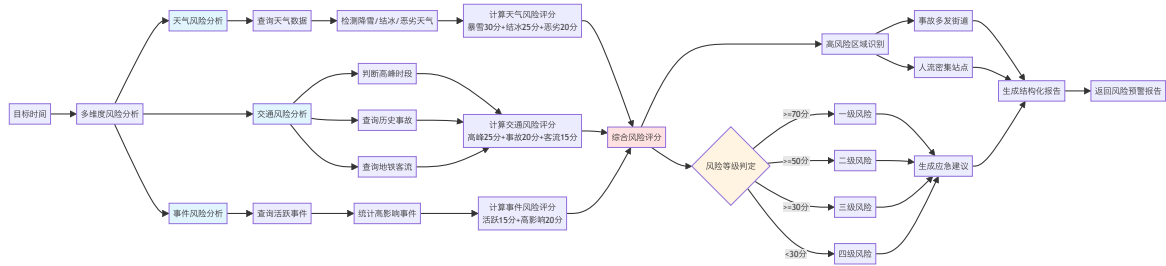 目标时间
多维度风险分析
天气风险分析
查询天气数据
检测降雪/结冰/恶劣天气
计算天气风险评分
暴雪30分+结冰25分+恶劣20分
交通风险分析
判断高峰时段
查询历史事故
查询地铁客流
计算交通风险评分
高峰25分+事故20分+客流15分
事件风险分析
查询活跃事件
统计高影响事件
计算事件风险评分
活跃15分+高影响20分
综合风险评分
高风险区域识别
事故多发街道
人流密集站点
风险等级判定
>=70分
一级风险
>=50分
二级风险
>=30分
三级风险
<30分
四级风险
生成应急建议
生成结构化报告
返回风险预警报告